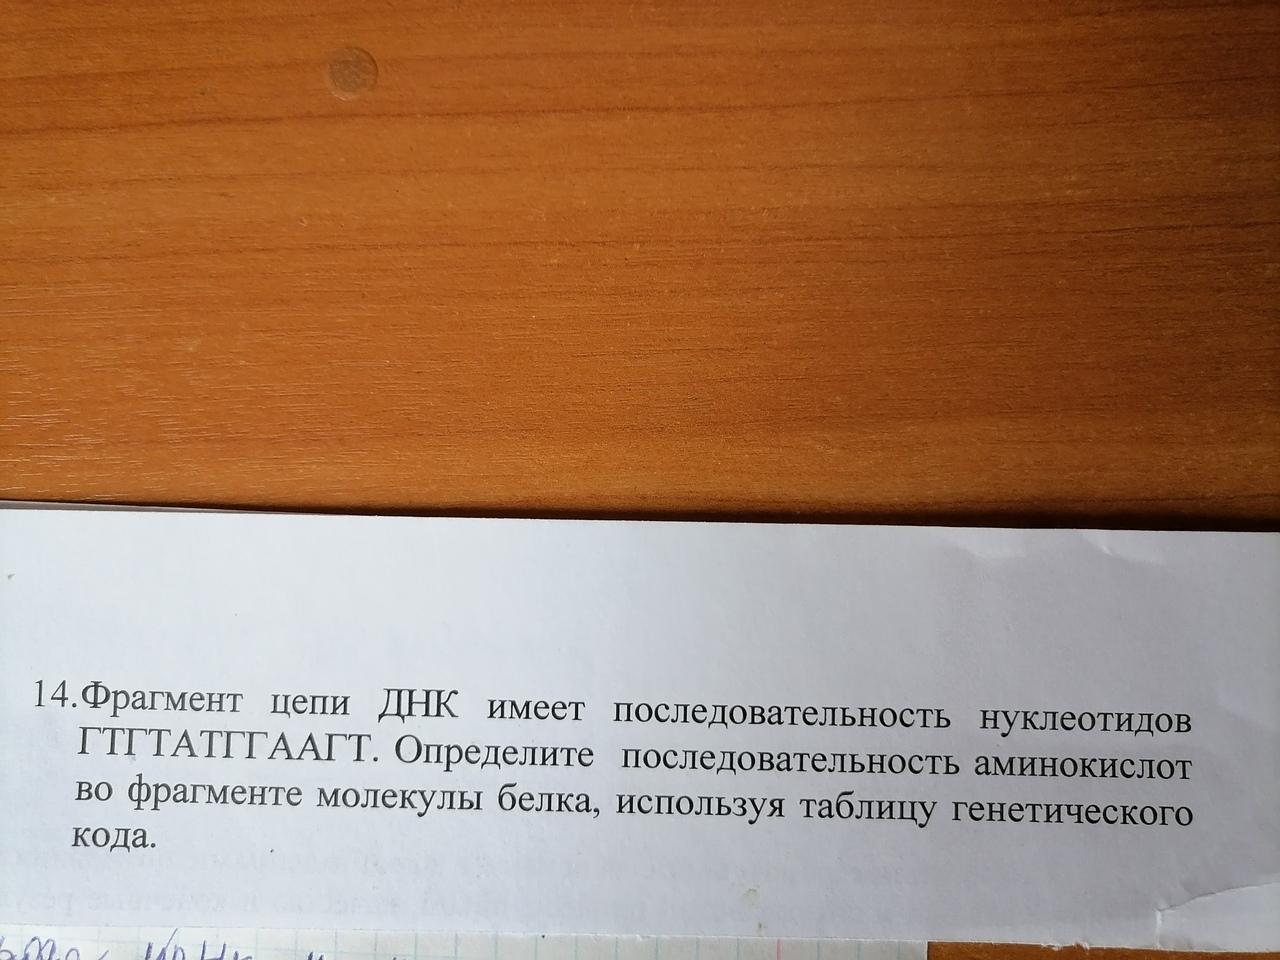 14.Фрагмент цепи ДНК имеет последовательность нуклеотидов
ГТГТАТГГААГТ. Определите последовательность аминокислот
во фрагменте молекулы белка, используя таблицу генетического
кода.